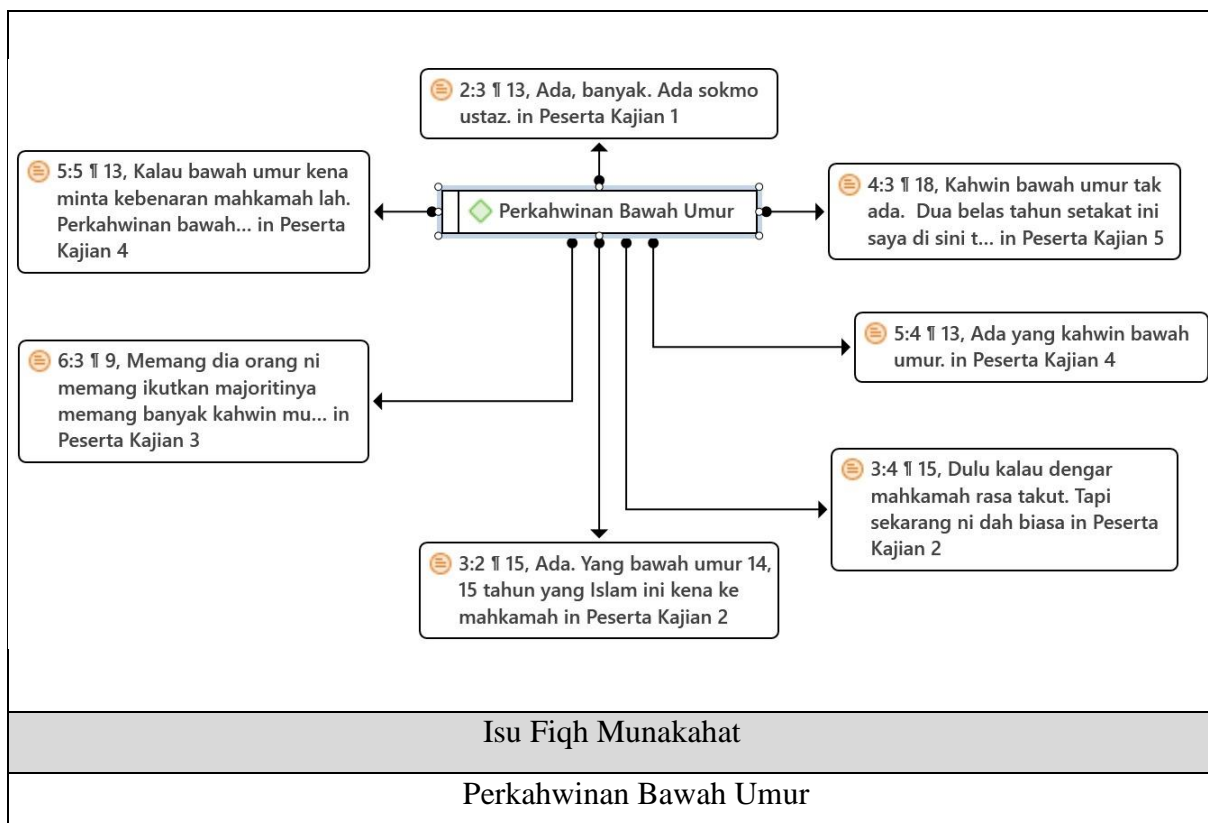 2:3 ¶ 13, Ada, banyak. Ada sokmo
ustaz. in Peserta Kajian 1
5:5 ¶ 13, Kalau bawah umur kena
minta kebenaran mahkamah lah.
Perkahwinan bawah... in Peserta
Kajian 4
Perkahwinan Bawah Umur
4:3 ¶ 18, Kahwin bawah umur tak
ada.  Dua belas tahun setakat ini
saya di sini t... in Peserta Kajian 5
5:4 ¶ 13, Ada yang kahwin bawah
umur. in Peserta Kajian 4
6:3 ¶ 9, Memang dia orang ni
memang ikutkan majoritinya
memang banyak kahwin mu... in
Peserta Kajian 3
3:4 ¶ 15, Dulu kalau dengar
mahkamah rasa takut. Tapi
sekarang ni dah biasa in Peserta
Kajian 2
3:2 ¶ 15, Ada. Yang bawah umur 14,
15 tahun yang Islam ini kena ke
mahkamah in Peserta Kajian 2
Isu Fiqh Munakahat
Perkahwinan Bawah Umur